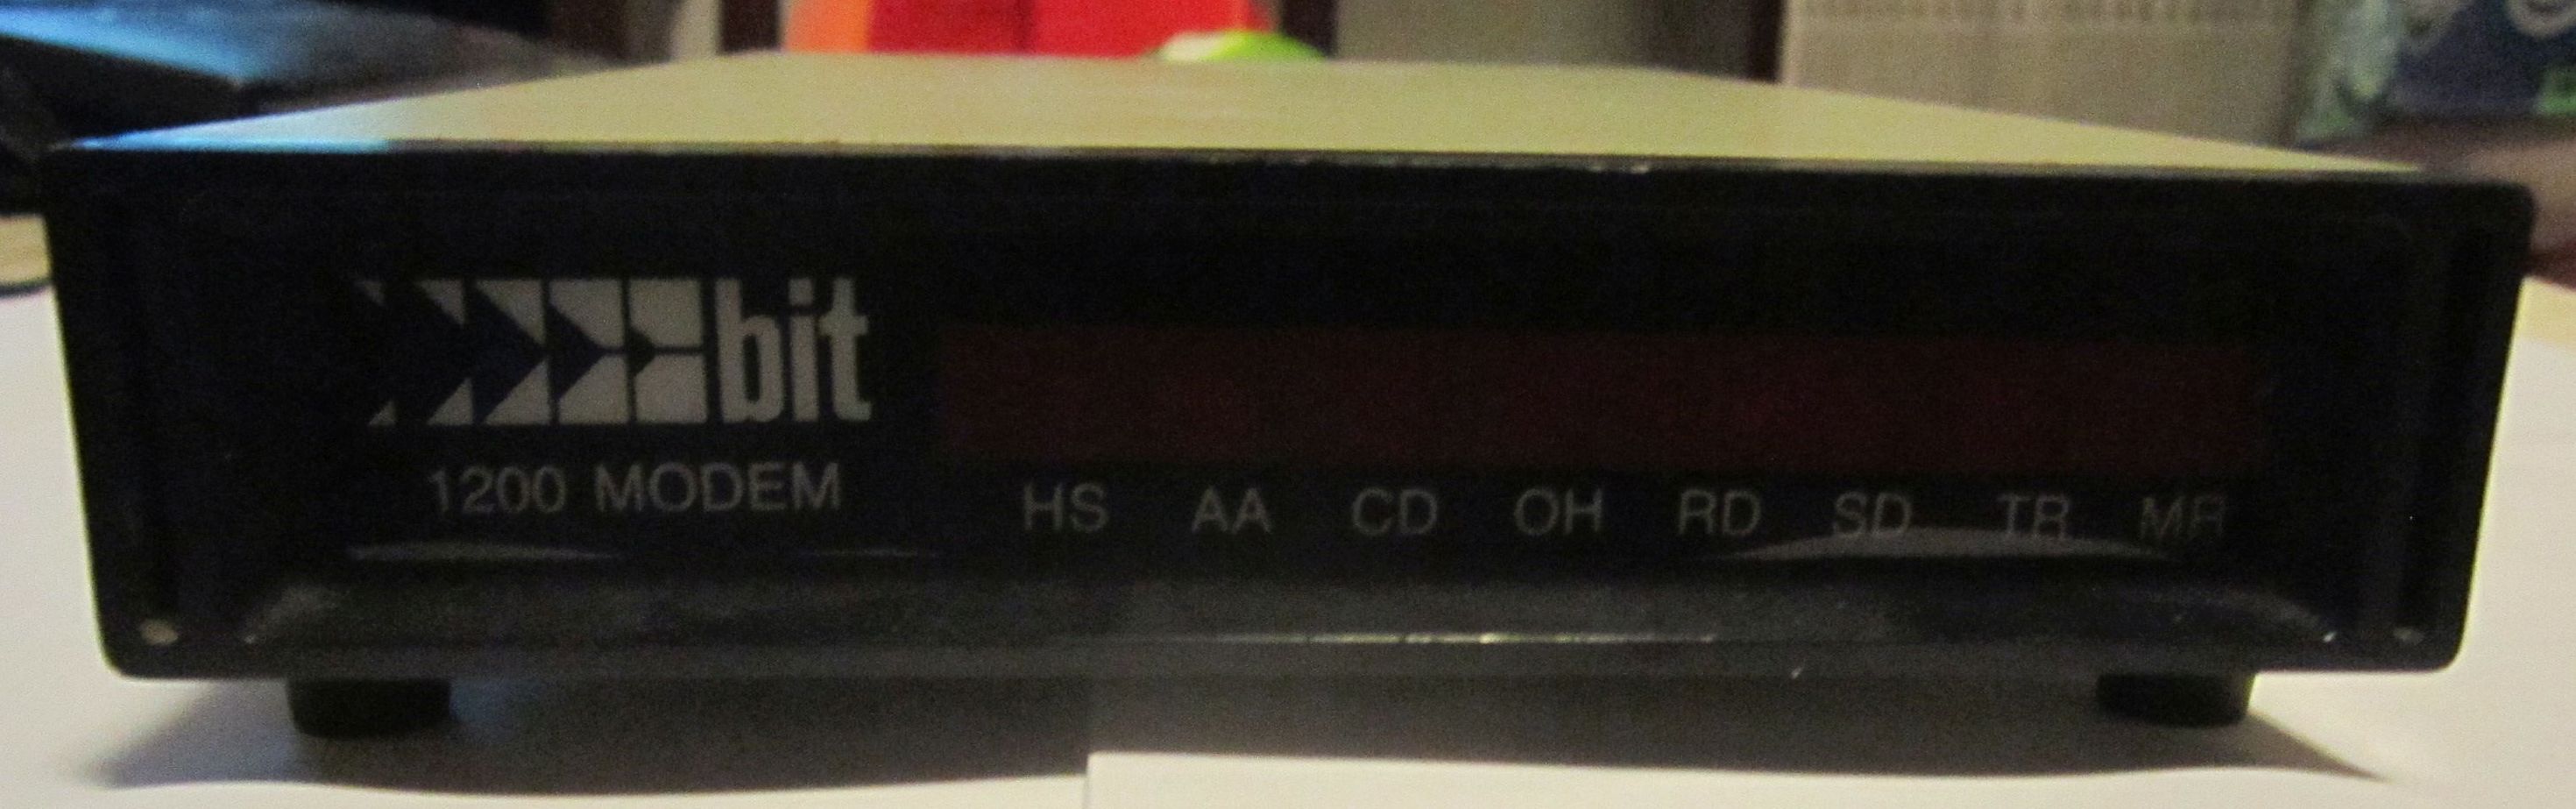 bit
1200 MODEM
HS AA CD OH RD SD TR MR